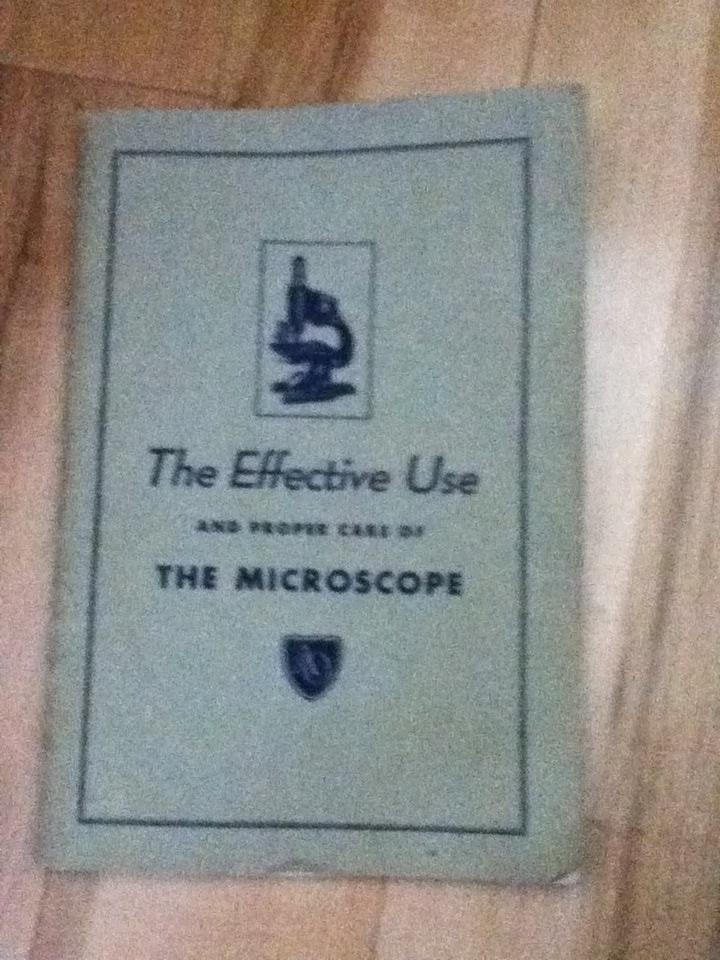 The Effective Use
AND PROPER CARE OF
THE MICROSCOPE